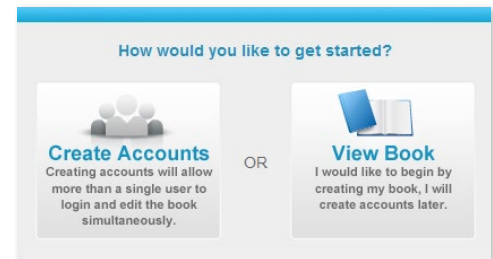 How would you like to get started?
Create Accounts
Creating accounts will allow
more than a single user to
login and edit the book
simultaneously.
OR
View Book
I would like to begin by
creating my book, I will
create accounts later.